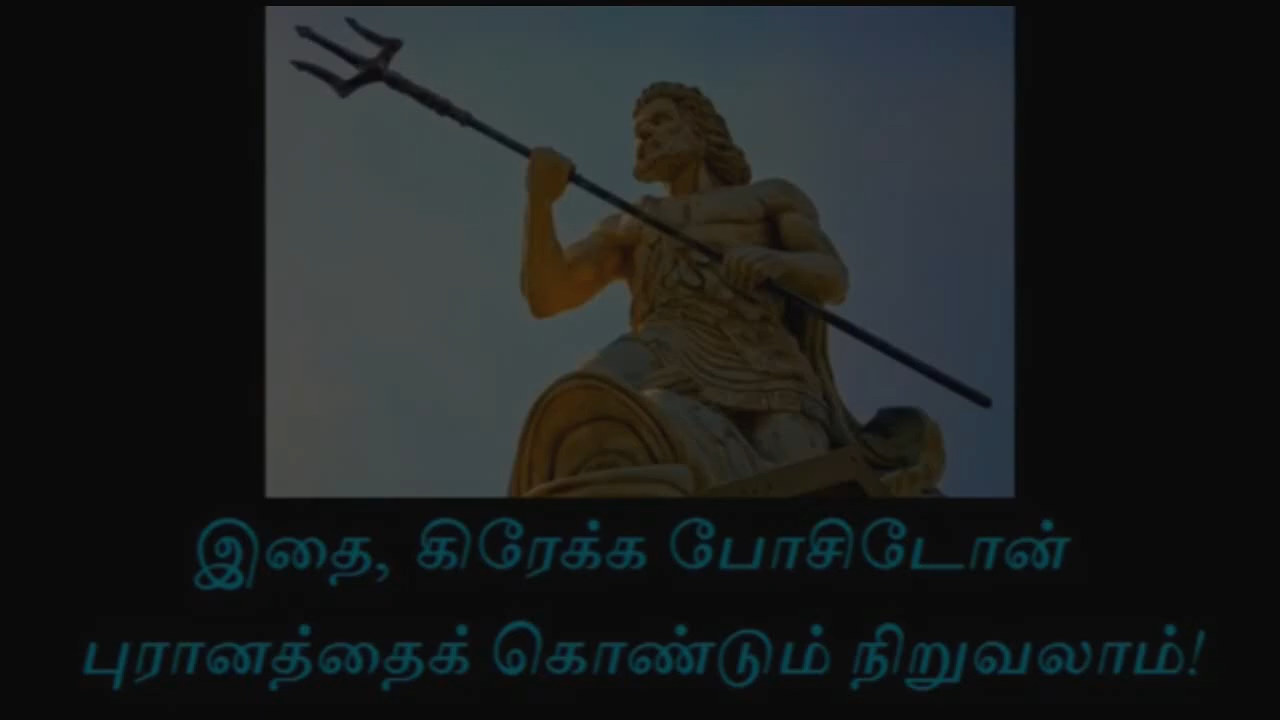 இதை, கிரேக்க போசிடோன்
புரானத்தைக் கொண்டும் நிறுவலாம்!